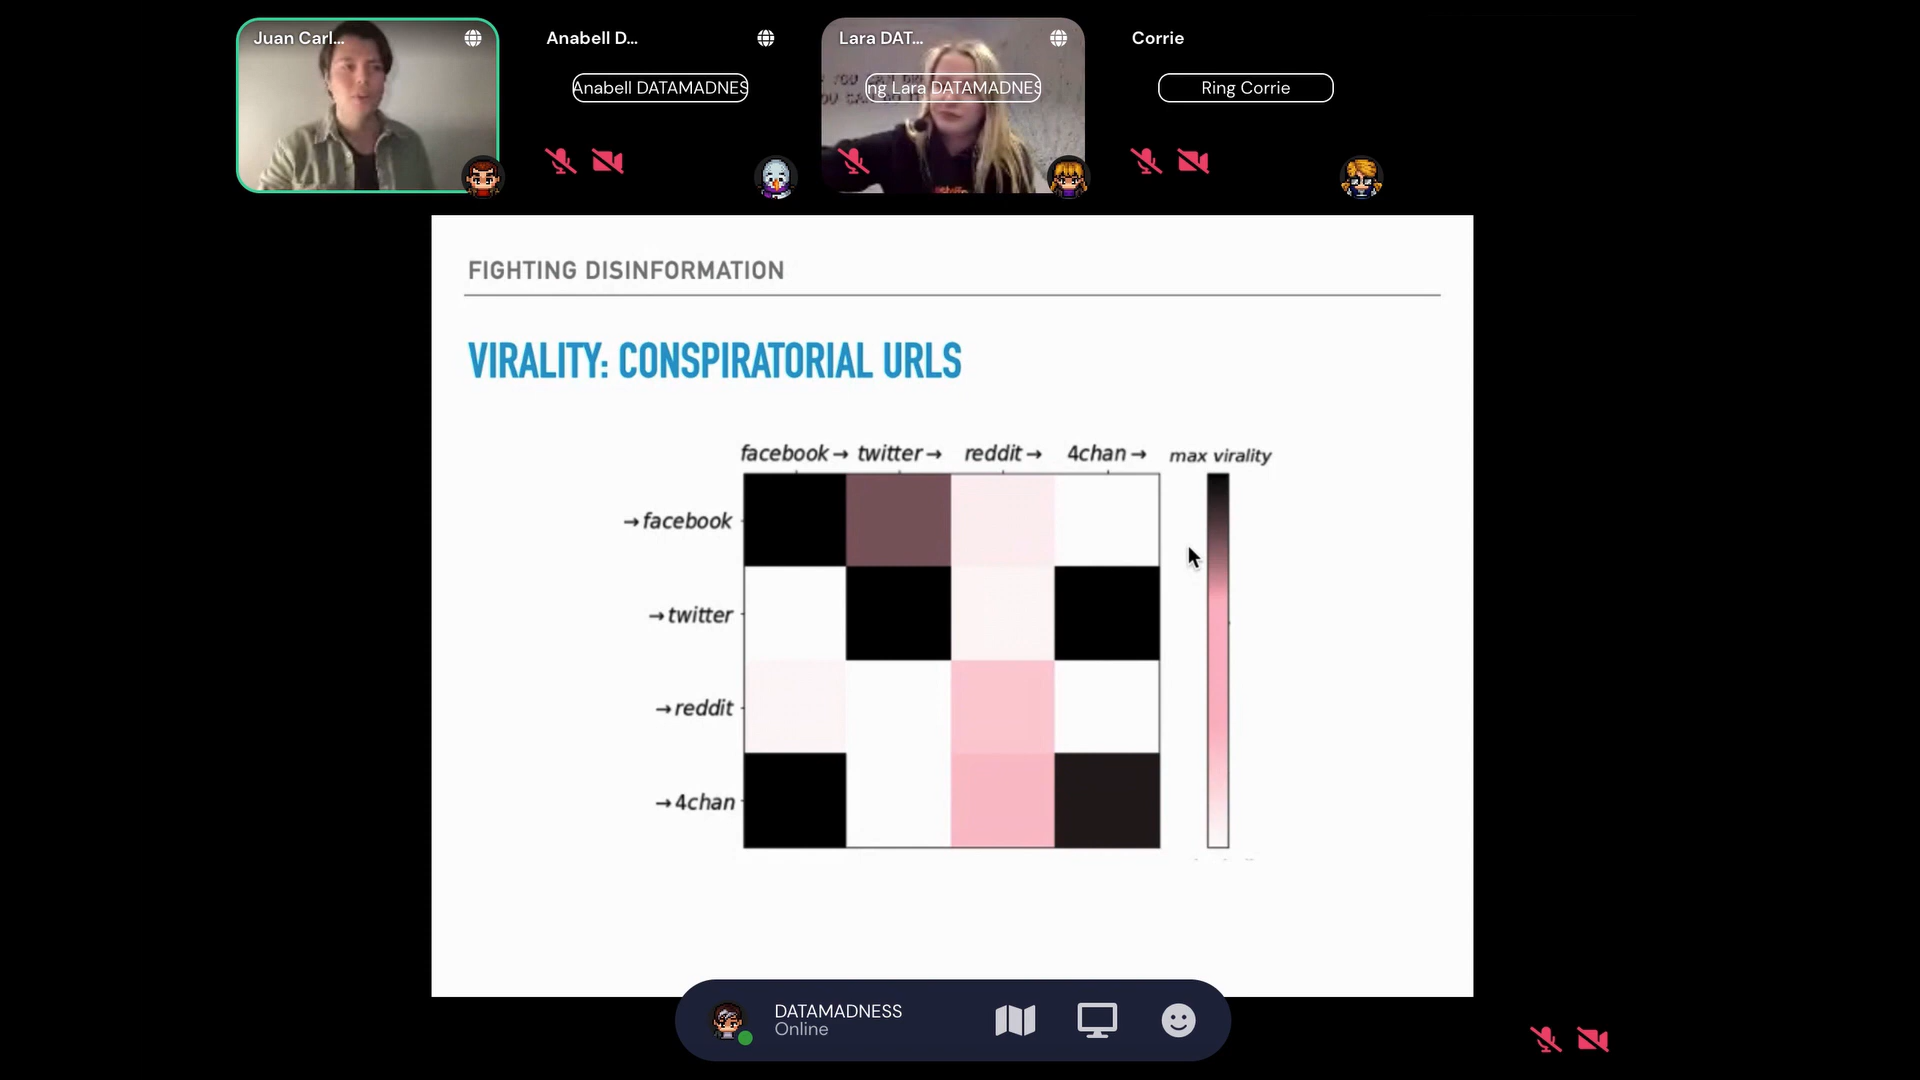 Juan Carl...
Anabell D...
Lara DAT...
Corrie
Anabell DATAMADNES
ng Lara DATAMADNES
Ring Corrie
FIGHTING DISINFORMATION
VIRALITY: CONSPIRATORIAL URLS
facebook→ twitter→ reddit→ 4chan→ max virality
→facebook
→twitter
→reddit
→4chan
DATAMADNESS
Online